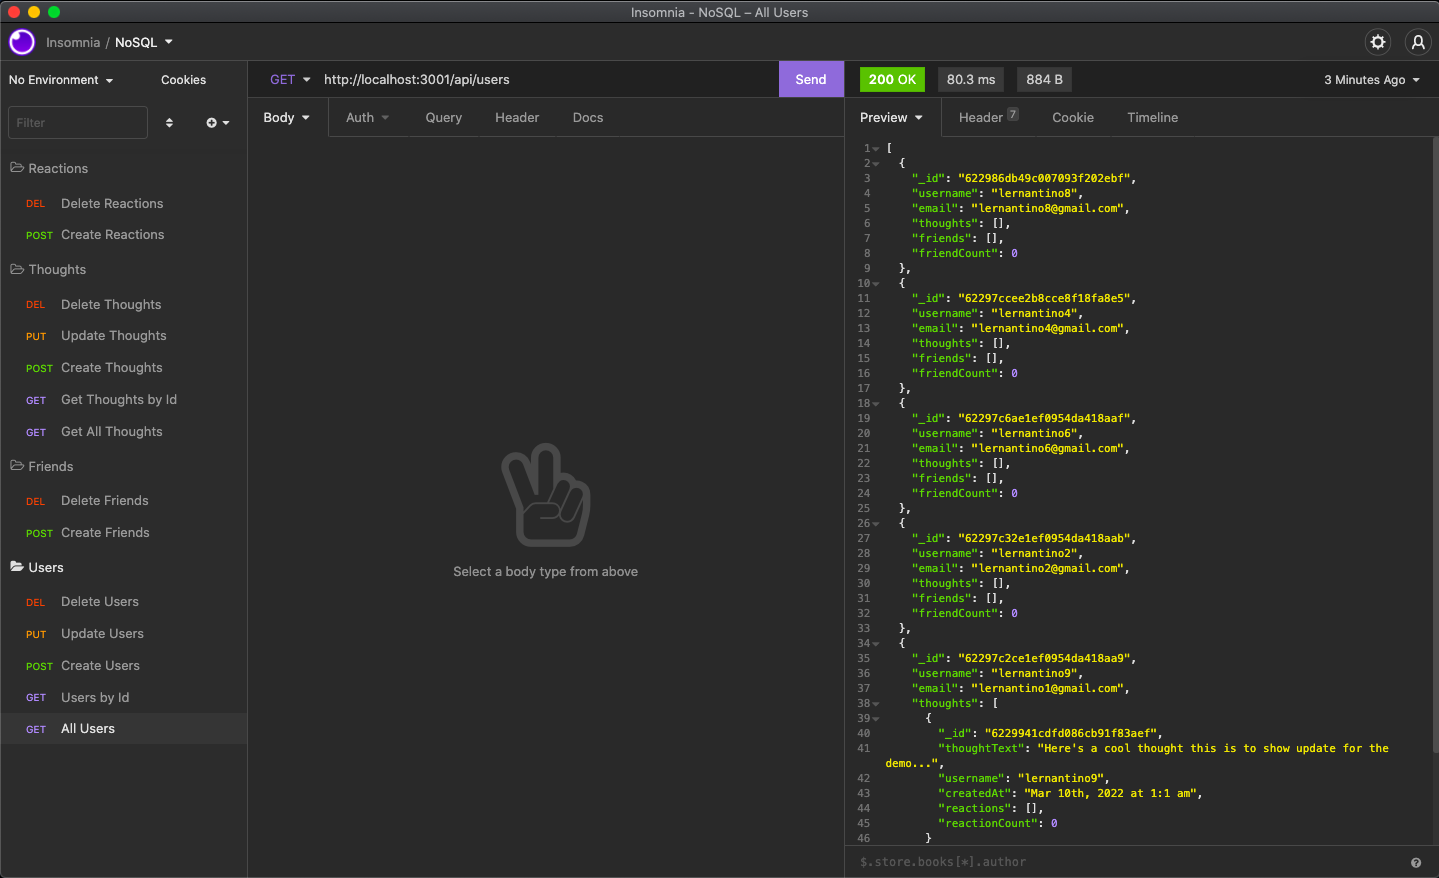 Insomnia - NoSQL – All Users
Insomnia / NoSQL
No Environment
Cookies
Filter
Reactions
DEL Delete Reactions
POST Create Reactions
Thoughts
DEL Delete Thoughts
PUT Update Thoughts
POST Create Thoughts
GET Get Thoughts by Id
GET Get All Thoughts
Friends
DEL Delete Friends
POST Create Friends
Users
DEL Delete Users
PUT Update Users
POST Create Users
GET Users by Id
GET All Users
GET http://localhost:3001/api/users Send
Body Auth Query Header Docs
Select a body type from above
200 OK 80.3 ms 884 B 3 Minutes Ago
Preview Header 7 Cookie Timeline
1 [
2 {
3 "_id": "622986db49c007093f202ebf",
4 "username": "lernantino8",
5 "email": "lernantino8@gmail.com",
6 "thoughts": [],
7 "friends": [],
8 "friendCount": 0
9 },
10 {
11 "_id": "62297ccee2b8cce8f18fa8e5",
12 "username": "lernantino4",
13 "email": "lernantino4@gmail.com",
14 "thoughts": [],
15 "friends": [],
16 "friendCount": 0
17 },
18 {
19 "_id": "62297c6ae1ef0954da418aaf",
20 "username": "lernantino6",
21 "email": "lernantino6@gmail.com",
22 "thoughts": [],
23 "friends": [],
24 "friendCount": 0
25 },
26 {
27 "_id": "62297c32e1ef0954da418aab",
28 "username": "lernantino2",
29 "email": "lernantino2@gmail.com",
30 "thoughts": [],
31 "friends": [],
32 "friendCount": 0
33 },
34 {
35 "_id": "62297c2ce1ef0954da418aa9",
36 "username": "lernantino9",
37 "email": "lernantino1@gmail.com",
38 "thoughts": [
39 {
40 "_id": "6229941cdfd086cb91f83aef",
41 "thoughtText": "Here's a cool thought this is to show update for the
demo...",
42 "username": "lernantino9",
43 "createdAt": "Mar 10th, 2022 at 1:1 am",
44 "reactions": [],
45 "reactionCount": 0
46 }
$.store.books[*].author